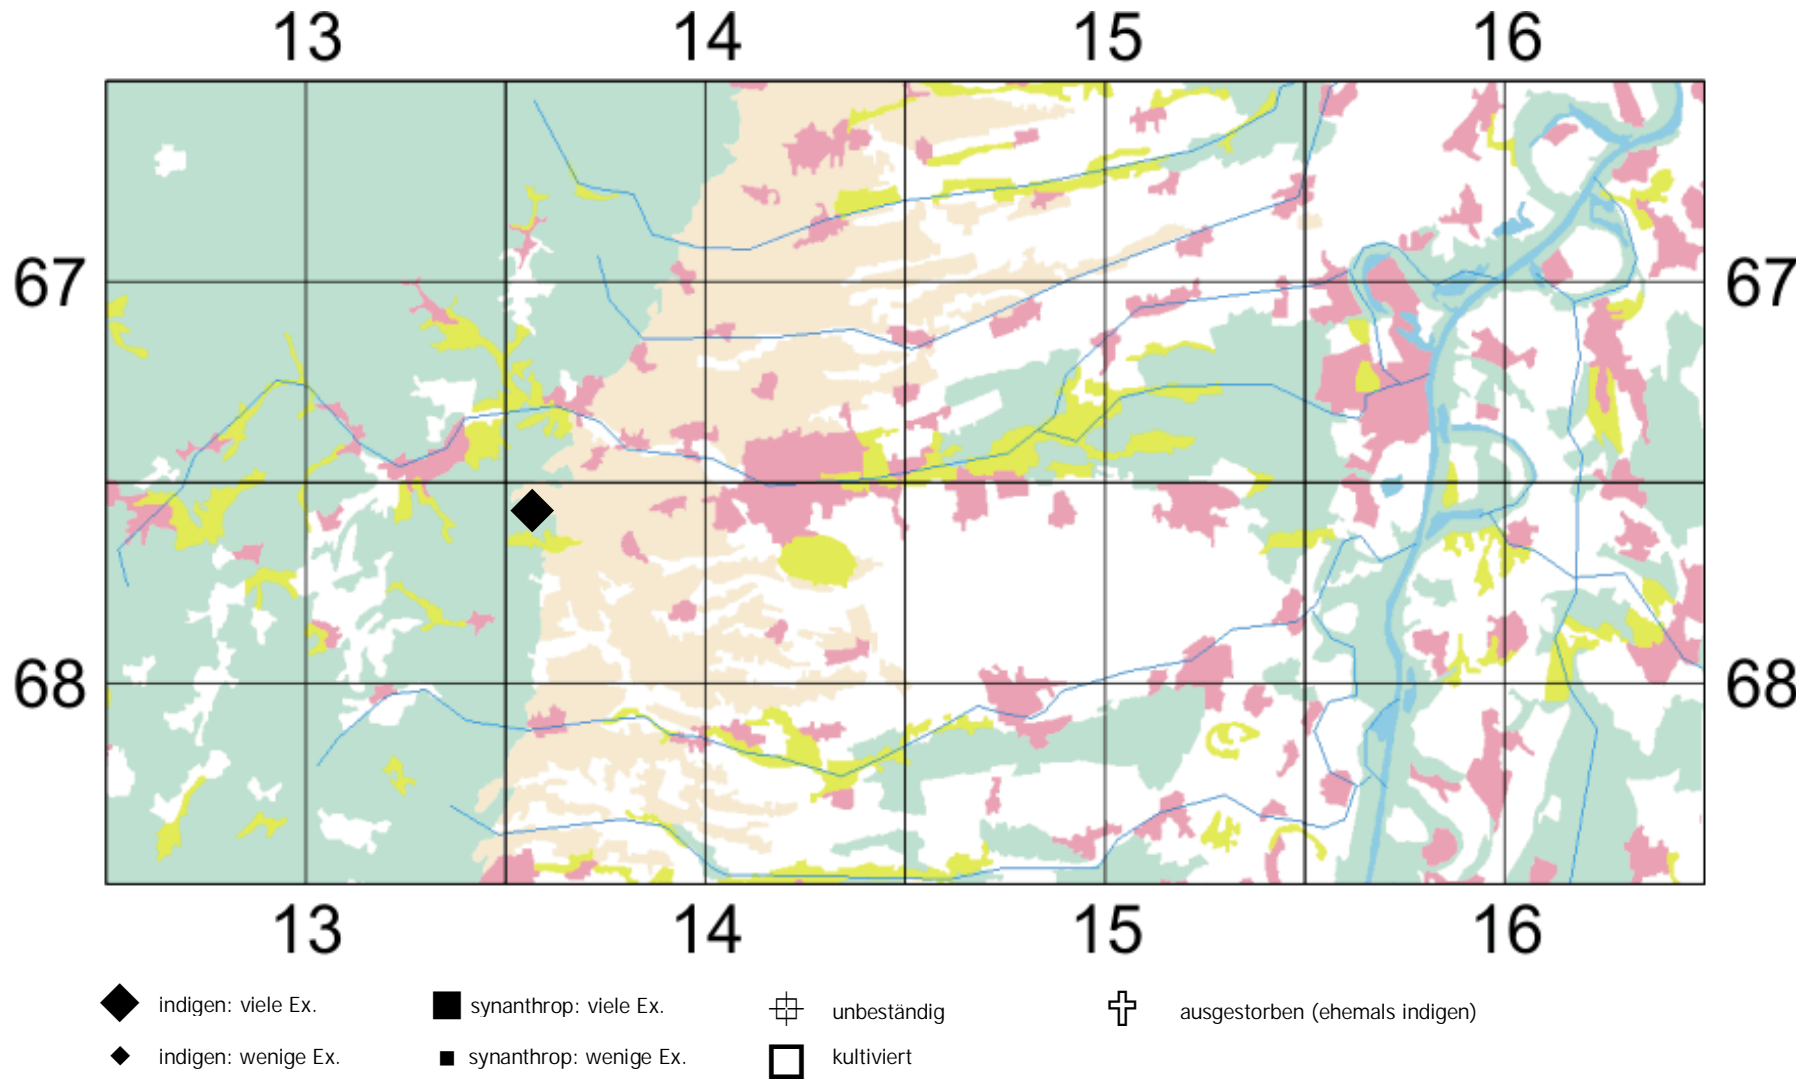 13 14 15 16
67 67
68 68
13 14 15 16
indigen: viele Ex. synanthrop: viele Ex. unbeständig ausgestorben (ehemals indigen)
indigen: wenige Ex. synanthrop: wenige Ex. kultiviert